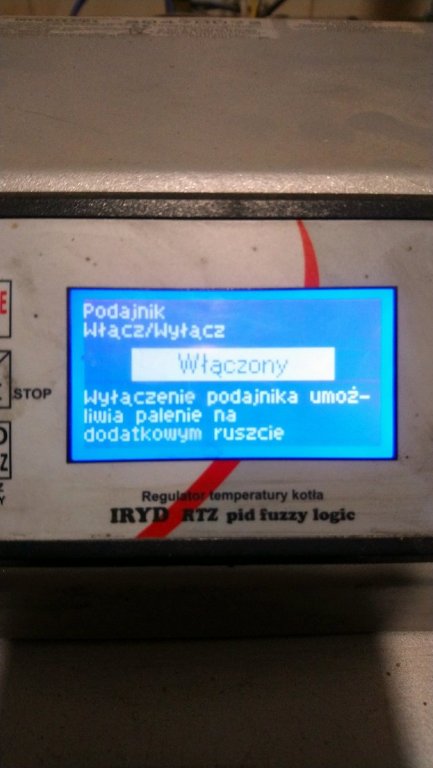 Podajnik
Włącz/Wyłącz
Włączony
Wyłączenie podajnika umoż-
liwia palenie na
dodatkowym ruszcie
STOP
Regulator temperatury kotła
IRYD RTZ pid fuzzy logic